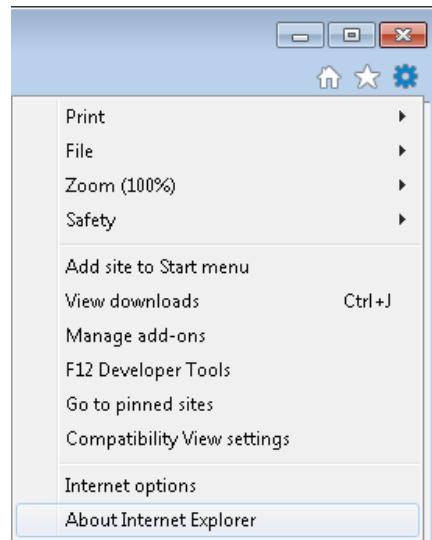 Print
File
Zoom (100%)
Safety
Add site to Start menu
View downloads Ctrl+J
Manage add-ons
F12 Developer Tools
Go to pinned sites
Compatibility View settings
Internet options
About Internet Explorer